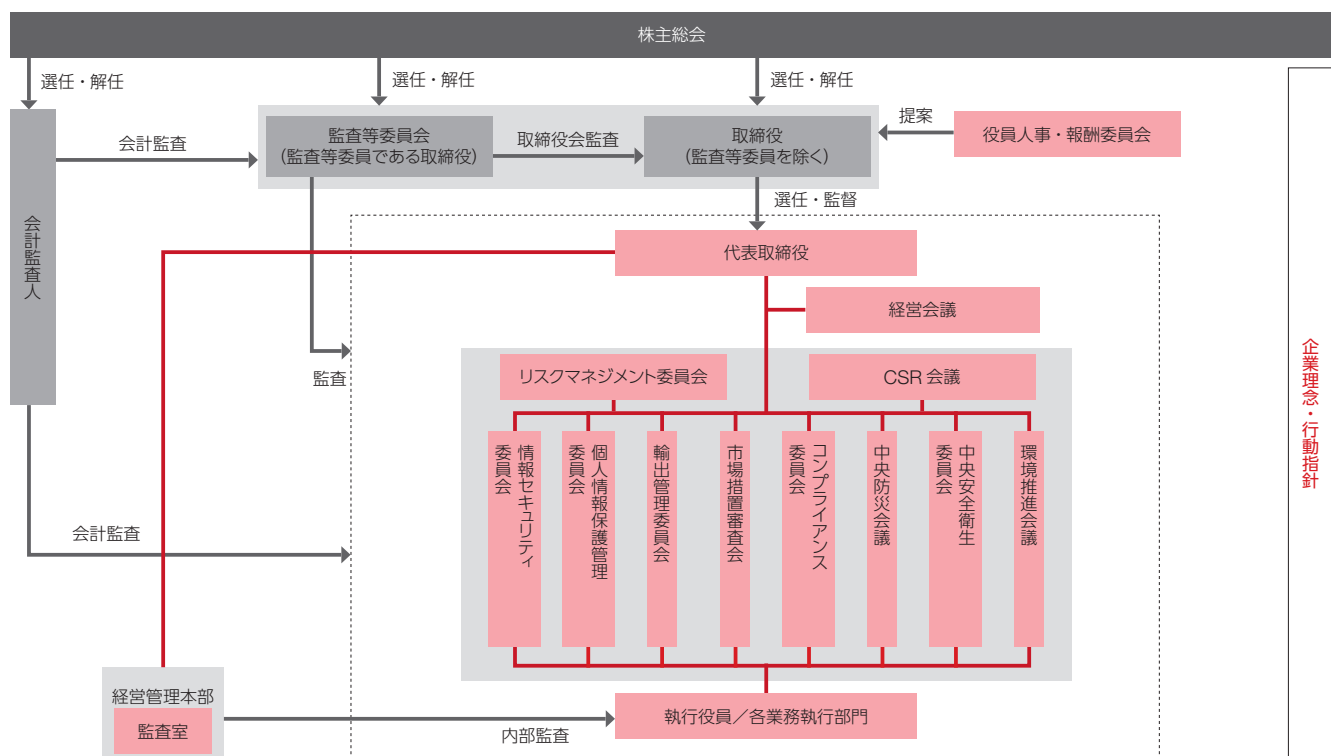 株主総会
選任・解任
選任・解任
選任・解任
会計監査
監査等委員会
(監査等委員である取締役)
取締役会監査
取締役
(監査等委員を除く)
提案
役員人事・報酬委員会
会計監査人
選任・監督
代表取締役
経営会議
監査
リスクマネジメント委員会
CSR 会議
情報セキュリティ
委員会
個人情報保護管理
委員会
輸出管理委員会
市場措置審査会
コンプライアンス
委員会
中央防災会議
中央安全衛生
委員会
環境推進会議
企業理念・行動指針
会計監査
経営管理本部
監査室
内部監査
執行役員／各業務執行部門